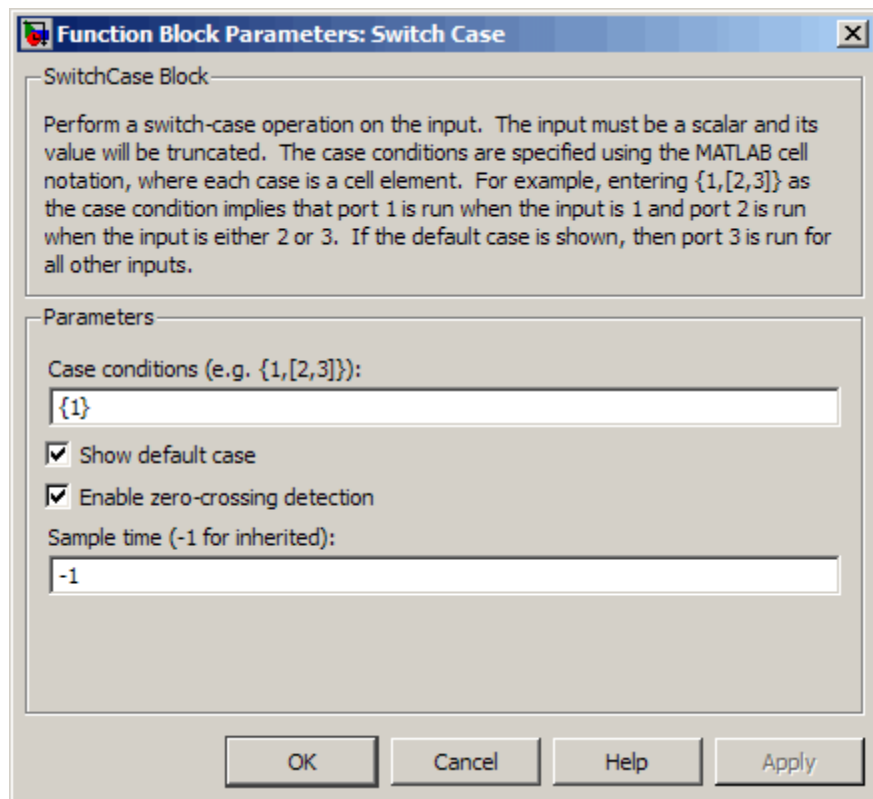 Function Block Parameters: Switch Case
SwitchCase Block
Perform a switch-case operation on the input.  The input must be a scalar and its
value will be truncated.  The case conditions are specified using the MATLAB cell
notation, where each case is a cell element.  For example, entering {1,[2,3]} as
the case condition implies that port 1 is run when the input is 1 and port 2 is run
when the input is either 2 or 3.  If the default case is shown, then port 3 is run for
all other inputs.
Parameters
Case conditions (e.g. {1,[2,3]}):
{1}
Show default case
Enable zero-crossing detection
Sample time (-1 for inherited):
-1
OK Cancel Help Apply